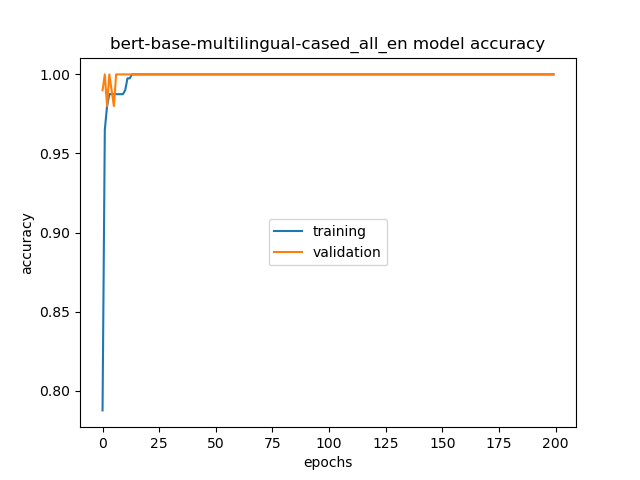 bert-base-multilingual-cased_all_en model accuracy
1.00
0.95
0.90
0.85
0.80
accuracy
training
validation
0 25 50 75 100 125 150 175 200
epochs